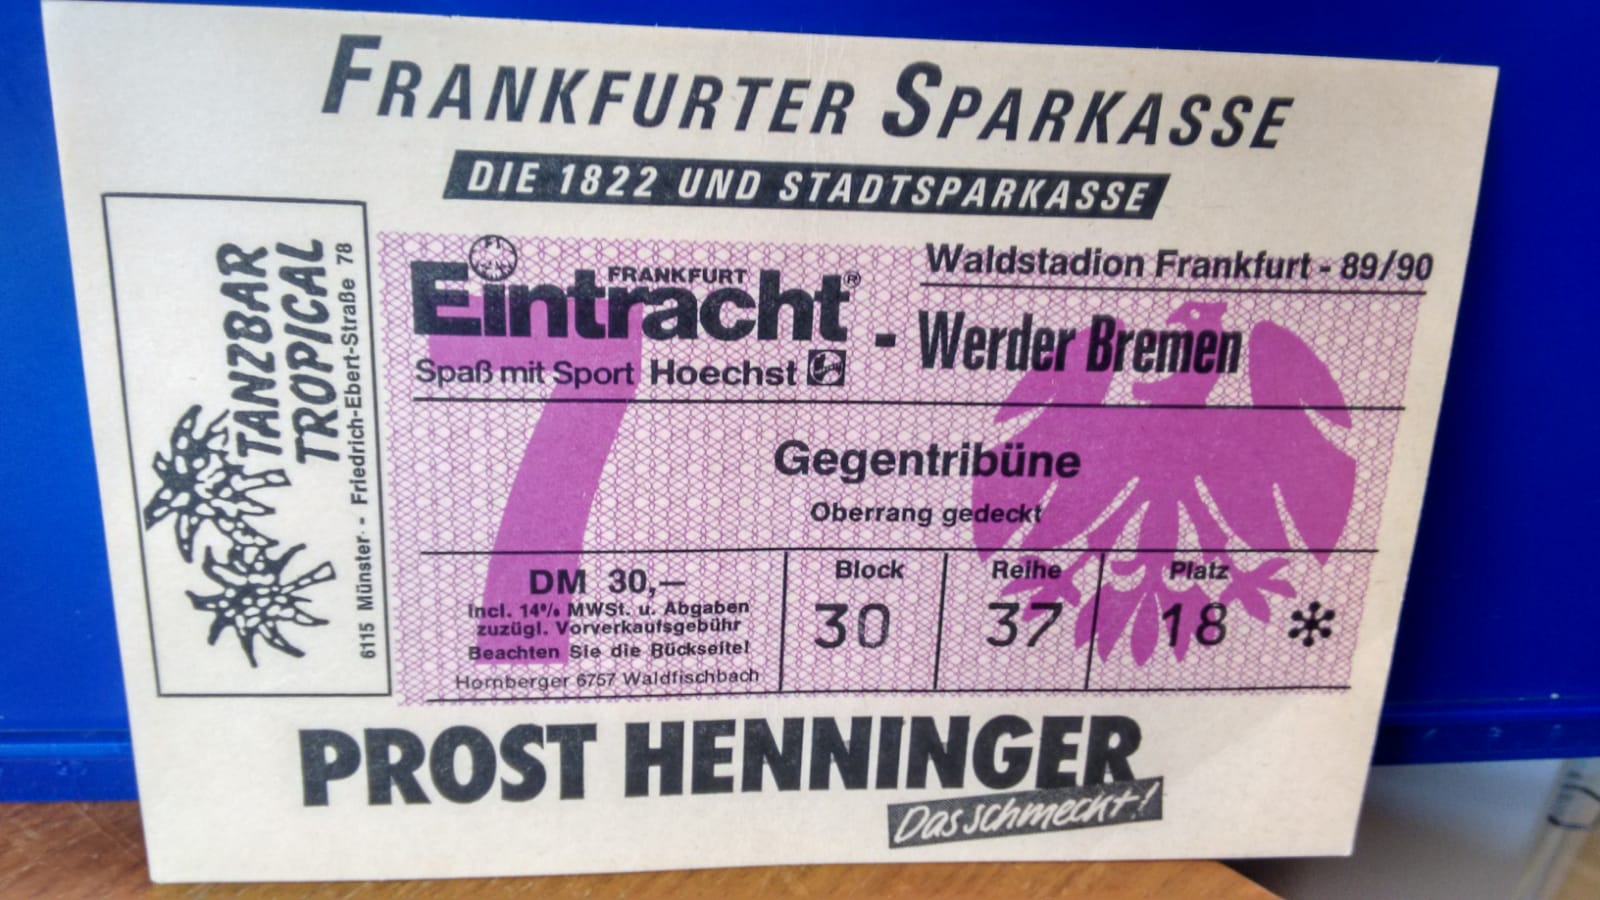 FRANKFURTER SPARKASSE
DIE 1822 UND STADTSPARKASSE
TANZBAR
TROPICAL
6115 Münster - Friedrich-Ebert-Straße 78
Waldstadion Frankfurt - 89/90
FRANKFURT
Eintracht® - Werder Bremen
Spaß mit Sport Hoechst
7
Gegentribüne
Oberrang gedeckt
DM 30,—
Incl. 14% MWSt. u. Abgaben
zuzügl. Vorverkaufsgebühr
Beachten Sie die Rückseite!
Hornberger 6757 Waldfischbach
Block Reihe Platz
30 37 18 *
PROST HENNINGER
Das schmeckt!